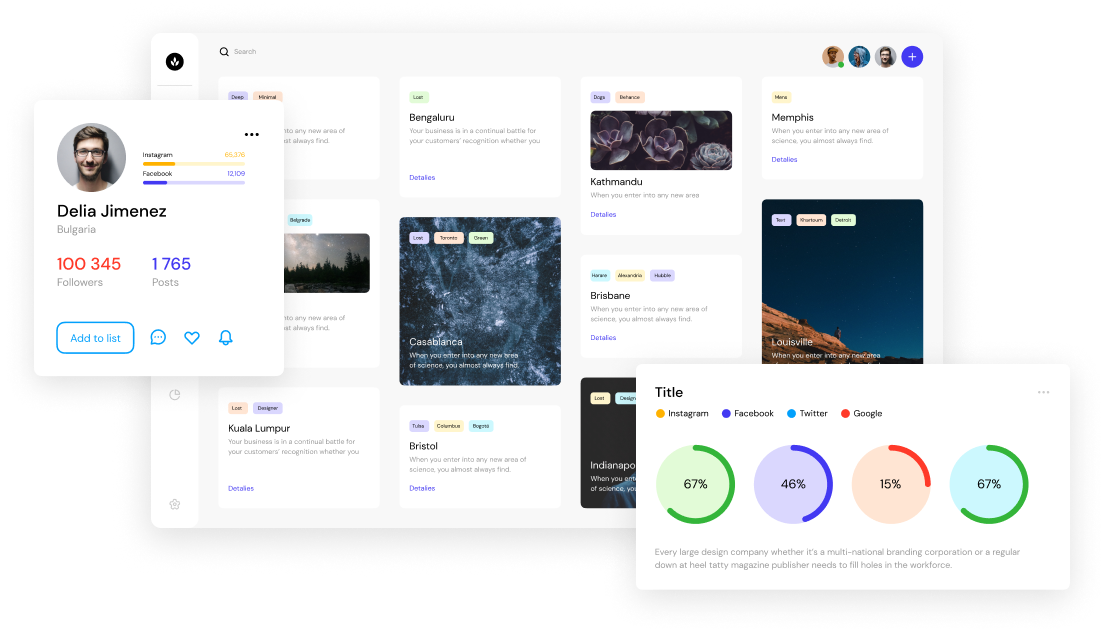 Search
Deep
Minimal
into any new area of
st always find.
Lost
Bengaluru
Your business is in a continual battle for
your customers' recognition whether you
Detalies
Dogs
Behance
Kathmandu
When you enter into any new area
Detalies
Mens
Memphis
When you enter into any new area of
science, you almost always find.
Detalies
Instagram
65,376
Facebook
12,109
Delia Jimenez
Bulgaria
100 345
Followers
1 765
Posts
Add to list
Belgrade
into any new area of
st always find.
Lost
Toronto
Green
Casablanca
When you enter into any new area
of science, you almost always find.
Harare
Alexandria
Hubble
Brisbane
When you enter into any new area of
science, you almost always find.
Detalies
Tent
Khartoum
Detroit
Louisville
When you enter into any new area
Lost
Designer
Kuala Lumpur
Your business is in a continual battle for
your customers' recognition whether you
Detalies
Tulsa
Columbus
Bogotá
Bristol
When you enter into any new area of
science, you almost always find.
Detalies
Lost
Design
Indianapo
When you en
of science, you
Title
Instagram
Facebook
Twitter
Google
67%
46%
15%
67%
Every large design company whether it's a multi-national branding corporation or a regular
down at heel tatty magazine publisher needs to fill holes in the workforce.